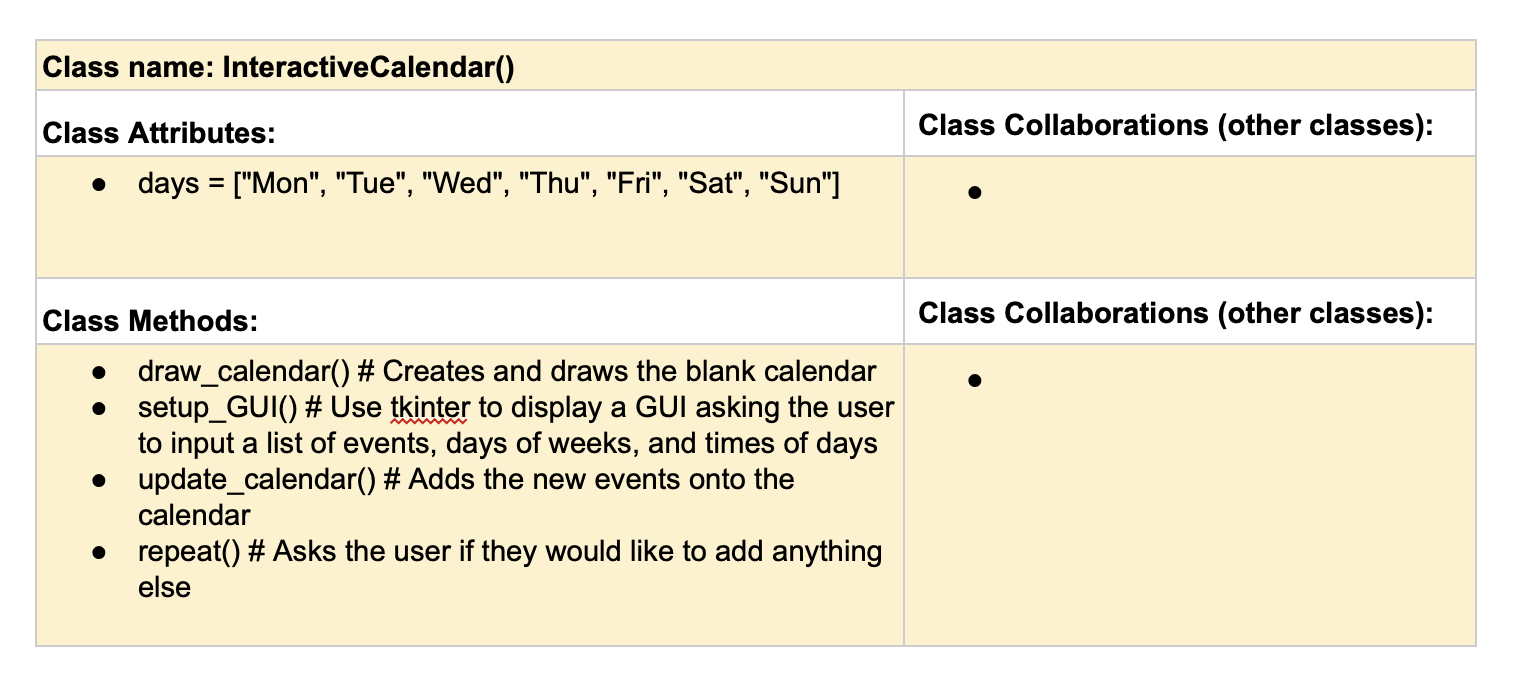 Class name: InteractiveCalendar()
Class Attributes:
Class Collaborations (other classes):
● days = ["Mon", "Tue", "Wed", "Thu", "Fri", "Sat", "Sun"]
●
Class Methods:
Class Collaborations (other classes):
● draw_calendar() # Creates and draws the blank calendar
● setup_GUI() # Use tkinter to display a GUI asking the user
to input a list of events, days of weeks, and times of days
● update_calendar() # Adds the new events onto the
calendar
● repeat() # Asks the user if they would like to add anything
else
●